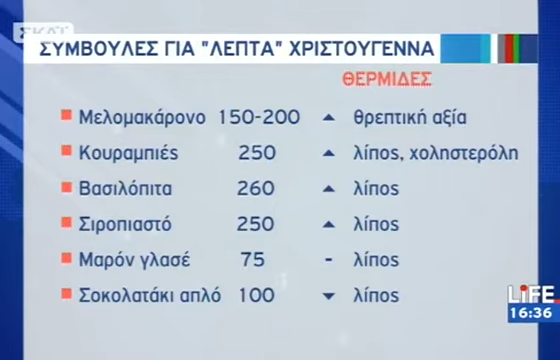 ΣΚΑΪ
ΣΥΜΒΟΥΛΕΣ ΓΙΑ "ΛΕΠΤΑ" ΧΡΙΣΤΟΥΓΕΝΝΑ
ΘΕΡΜΙΔΕΣ
Μελομακάρονο 150-200 ▲ θρεπτική αξία
Κουραμπιές 250 ▲ λίπος, χοληστερόλη
Βασιλόπιτα 260 ▲ λίπος
Σιροπιαστό 250 ▲ λίπος
Μαρόν γλασέ 75 - λίπος
Σοκολατάκι απλό 100 ▼ λίπος
LiFE
16:36